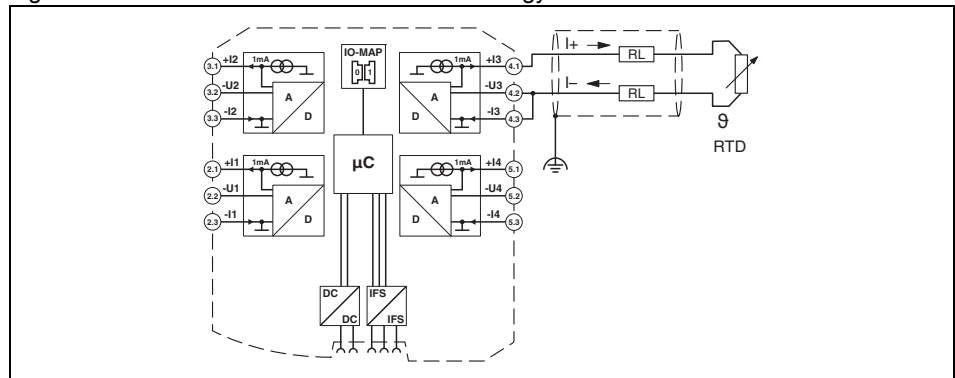 IO-MAP
0 1
3.1 +I2 1mA
3.2 -U2 A
3.3 -I2 D
1mA +I3 4.1
A -U3 4.2
D -I3 4.3
I+ RL
I- RL
ϑ
RTD
µC
2.1 +I1 1mA
2.2 -U1 A
2.3 -I1 D
1mA +I4 5.1
A -U4 5.2
D -I4 5.3
DC
DC
IFS
IFS